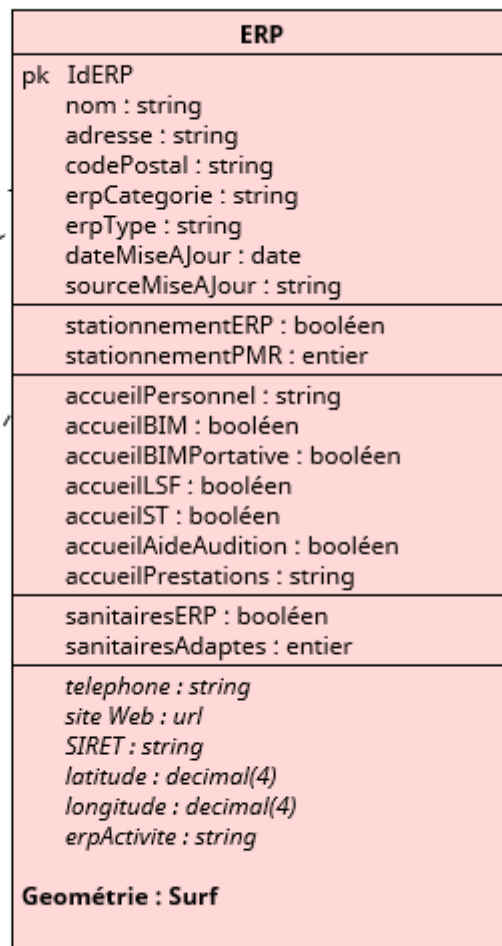 ERP
pk IdERP
nom : string
adresse : string
codePostal : string
erpCategorie : string
erpType : string
dateMiseAJour : date
sourceMiseAJour : string
stationnementERP : booléen
stationnementPMR : entier
accueilPersonnel : string
accueilBIM : booléen
accueilBIMPortative : booléen
accueilLSF : booléen
accueilST : booléen
accueilAideAudition : booléen
accueilPrestations : string
sanitairesERP : booléen
sanitairesAdaptes : entier
telephone : string
site Web : url
SIRET : string
latitude : decimal(4)
longitude : decimal(4)
erpActivite : string
Geométrie : Surf